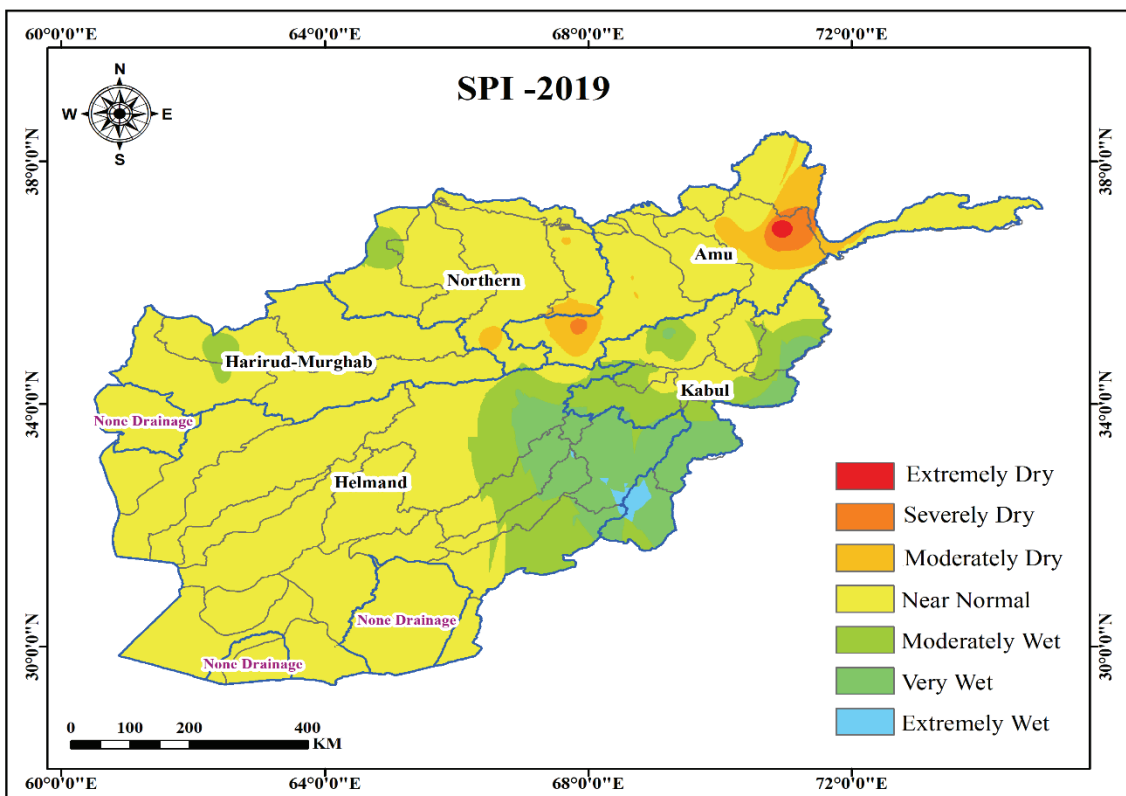 60°0'0"E 64°0'0"E 68°0'0"E 72°0'0"E
SPI -2019
N
W E
S
38°0'0"N 38°0'0"N
Amu
Northern
Harirud-Murghab
Kabul
34°0'0"N 34°0'0"N
None Drainage
Helmand
Extremely Dry
Severely Dry
Moderately Dry
Near Normal
None Drainage
Moderately Wet
30°0'0"N 30°0'0"N
None Drainage
Very Wet
Extremely Wet
0 100 200 400
KM
60°0'0"E 64°0'0"E 68°0'0"E 72°0'0"E